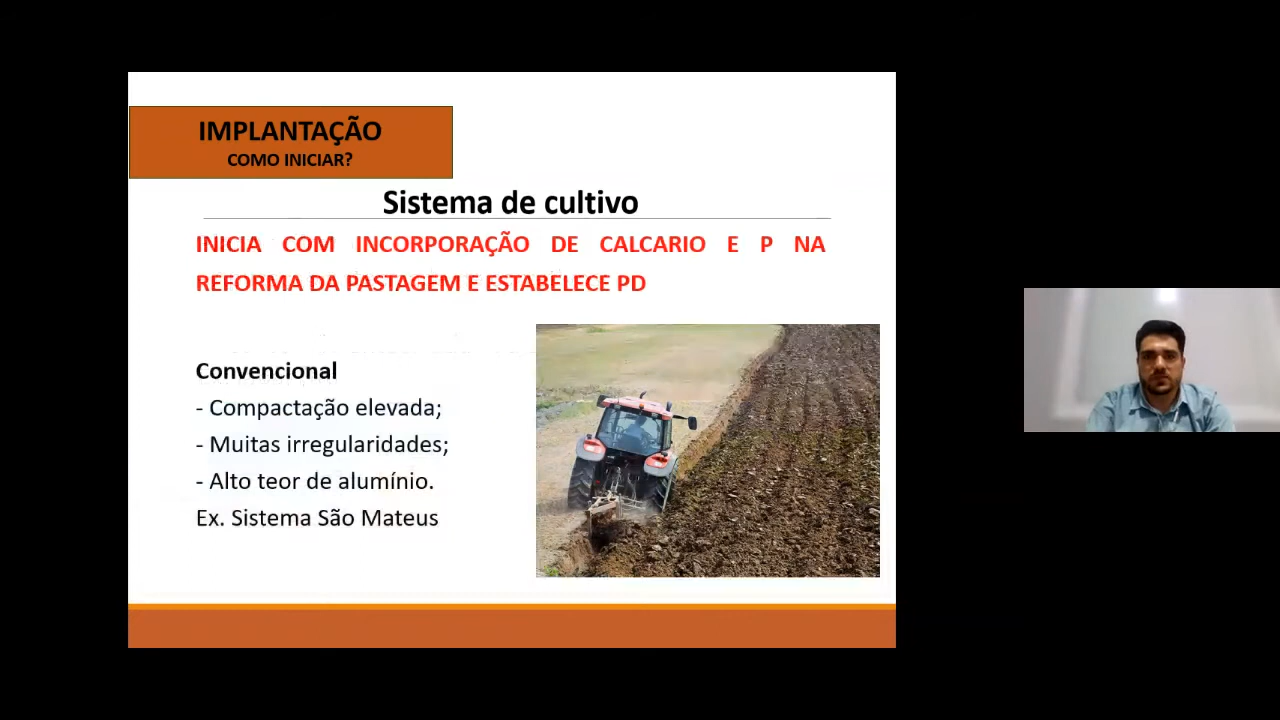 IMPLANTAÇÃO
COMO INICIAR?
Sistema de cultivo
INICIA COM INCORPORAÇÃO DE CALCARIO E P NA
REFORMA DA PASTAGEM E ESTABELECE PD
Convencional
- Compactação elevada;
- Muitas irregularidades;
- Alto teor de alumínio.
Ex. Sistema São Mateus